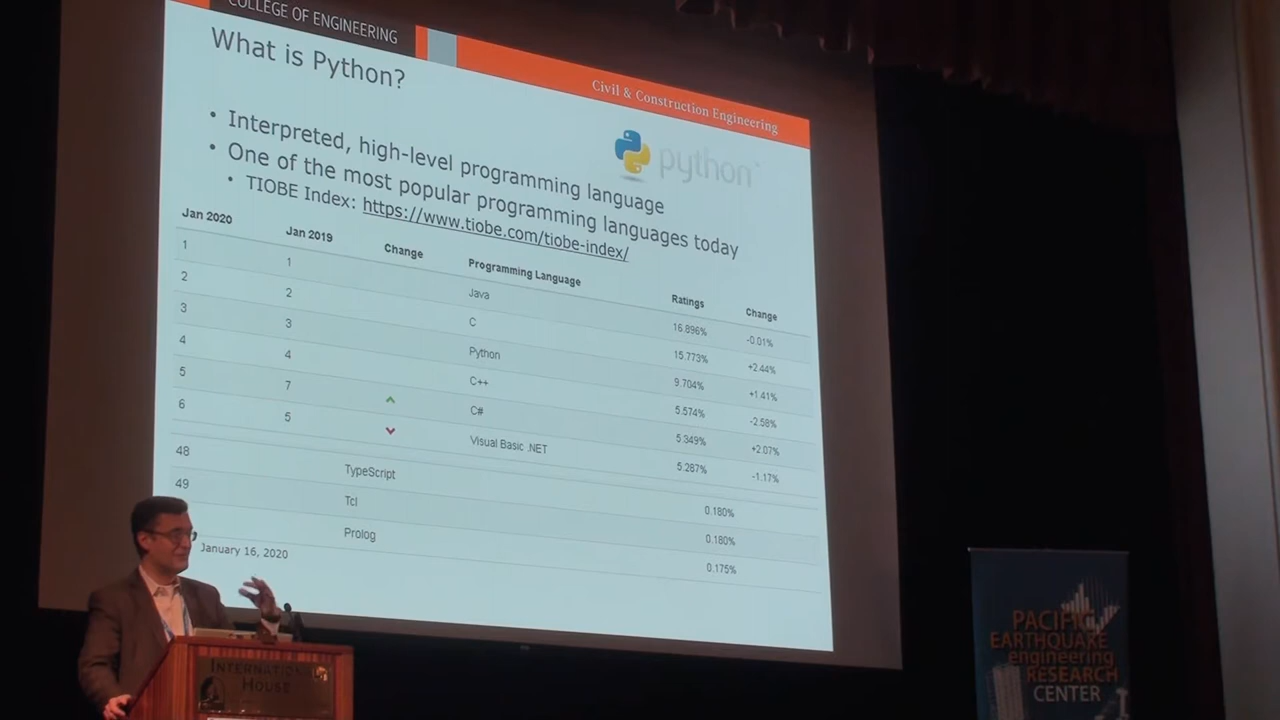 COLLEGE OF ENGINEERING
Civil & Construction Engineering
What is Python?
python
• Interpreted, high-level programming language
• One of the most popular programming languages today
• TIOBE Index: https://www.tiobe.com/tiobe-index/
Jan 2020 Jan 2019 Change Programming Language Ratings Change
1 1 Java 16.896% -0.01%
2 2 C 15.773% +2.44%
3 3 Python 9.704% +1.41%
4 4 C++ 5.574% -2.58%
5 7 C# 5.349% +2.07%
6 5 Visual Basic .NET 5.287% -1.17%
48 TypeScript 0.180%
49 Tcl 0.180%
Prolog 0.175%
January 16, 2020
INTERNATIONAL
HOUSE
PACIFIC
EARTHQUAKE
engineering
RESEARCH
CENTER